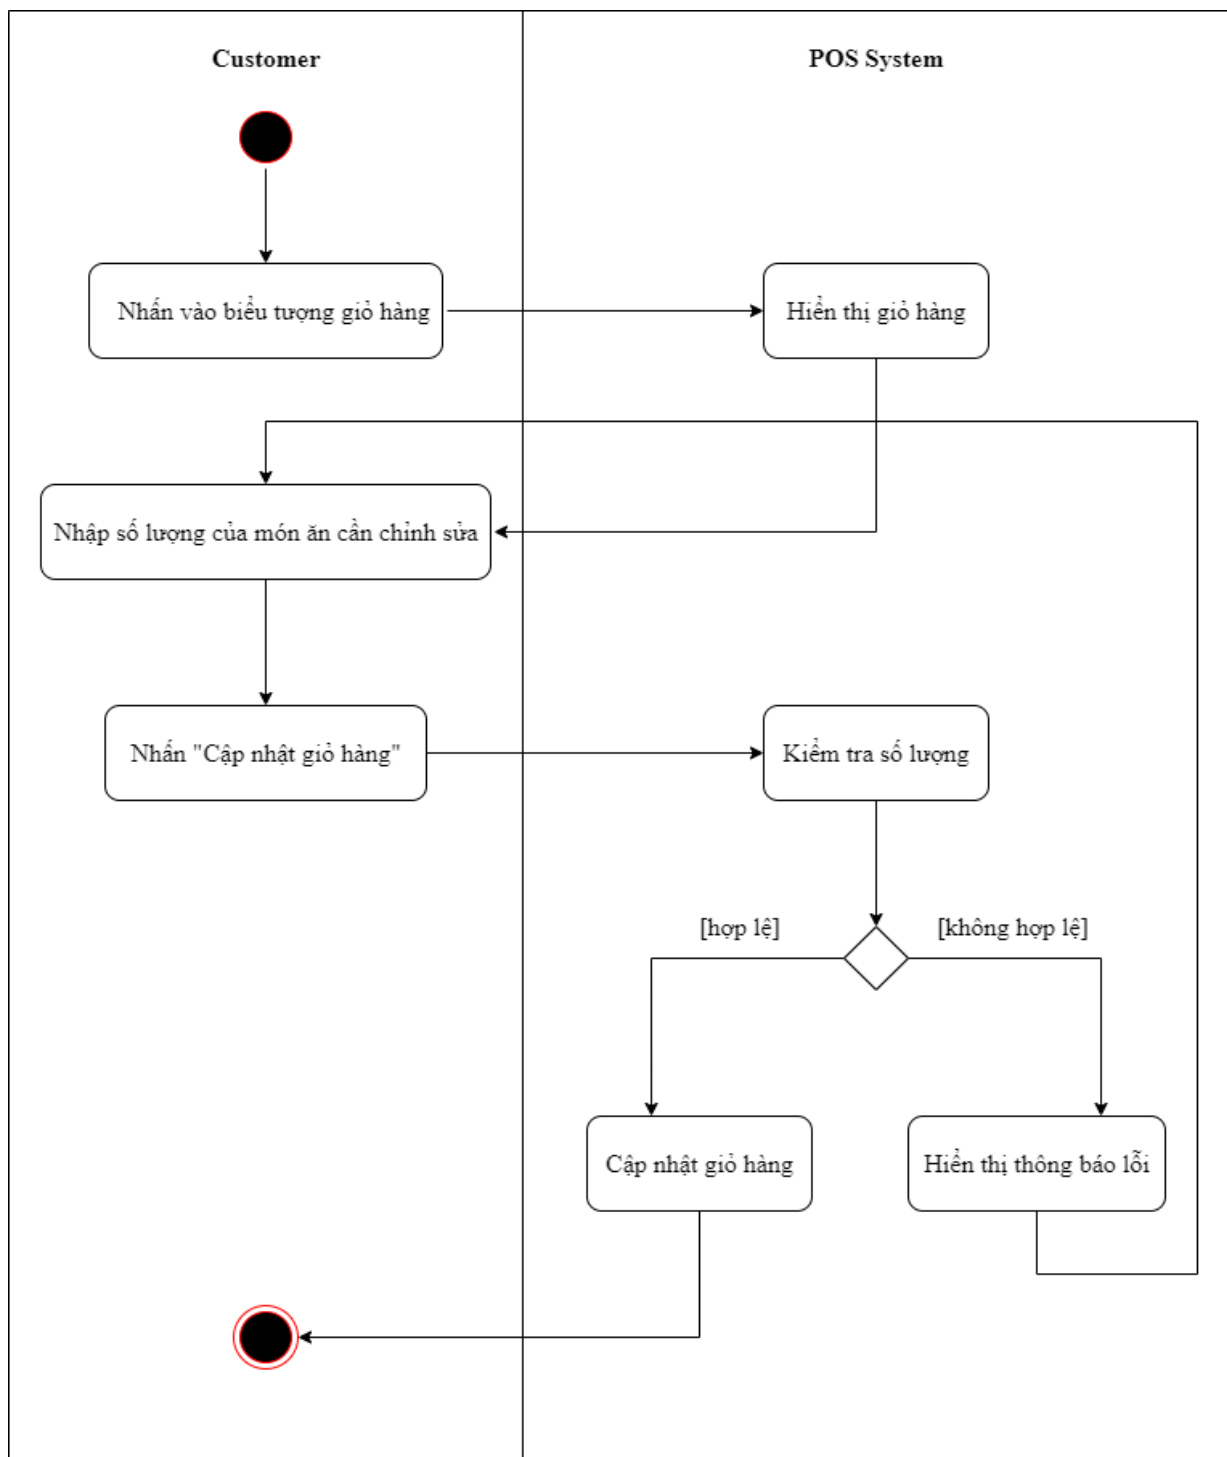 Customer
POS System
Nhấn vào biểu tượng giỏ hàng
Hiển thị giỏ hàng
Nhập số lượng của món ăn cần chỉnh sửa
Nhấn "Cập nhật giỏ hàng"
Kiểm tra số lượng
[hợp lệ]
[không hợp lệ]
Cập nhật giỏ hàng
Hiển thị thông báo lỗi